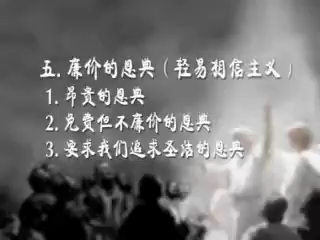 五. 廉价的恩典 (轻易相信主义)
1. 昂贵的恩典
2. 免费但不廉价的恩典
3. 要求我们追求圣洁的恩典